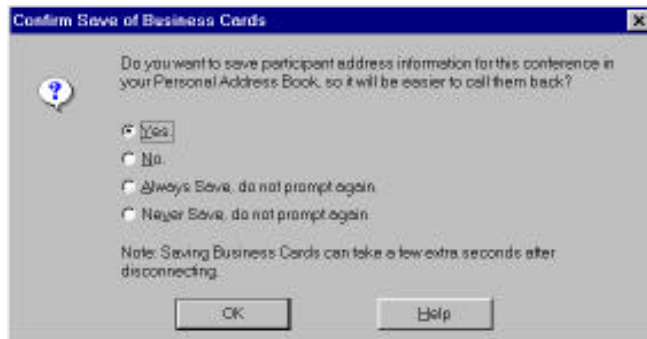 Confirm Save of Business Cards
Do you want to save participant address information for this conference in
your Personal Address Book, so it will be easier to call them back?
Yes.
No.
Always Save, do not prompt again.
Never Save, do not prompt again.
Note: Saving Business Cards can take a few extra seconds after
disconnecting.
OK
Help